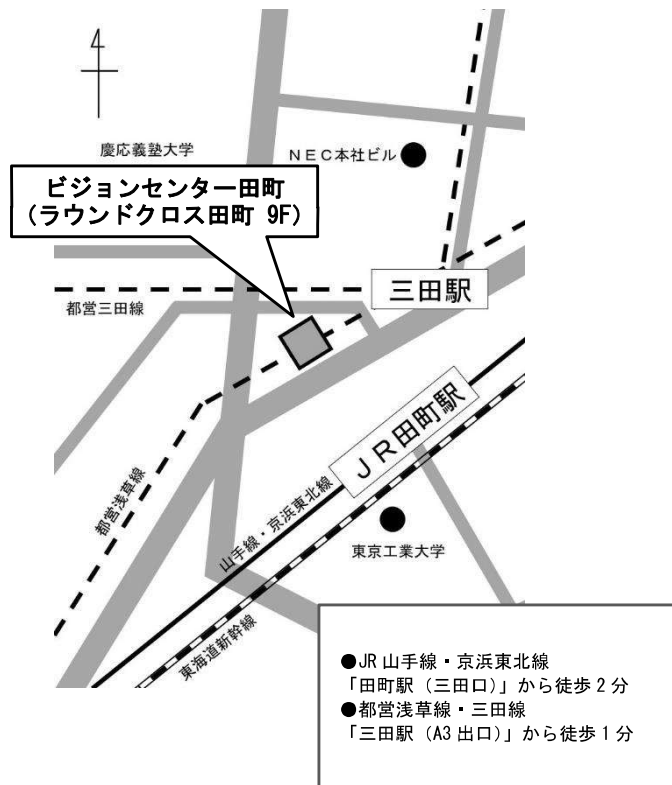 慶応義塾大学
NEC本社ビル
ビジョンセンター田町
(ラウンドクロス田町 9F)
三田駅
都営三田線
JR田町駅
都営浅草線
山手線・京浜東北線
東京工業大学
東海道新幹線
●JR 山手線・京浜東北線
「田町駅（三田口）」から徒歩 2 分
●都営浅草線・三田線
「三田駅（A3 出口）」から徒歩 1 分